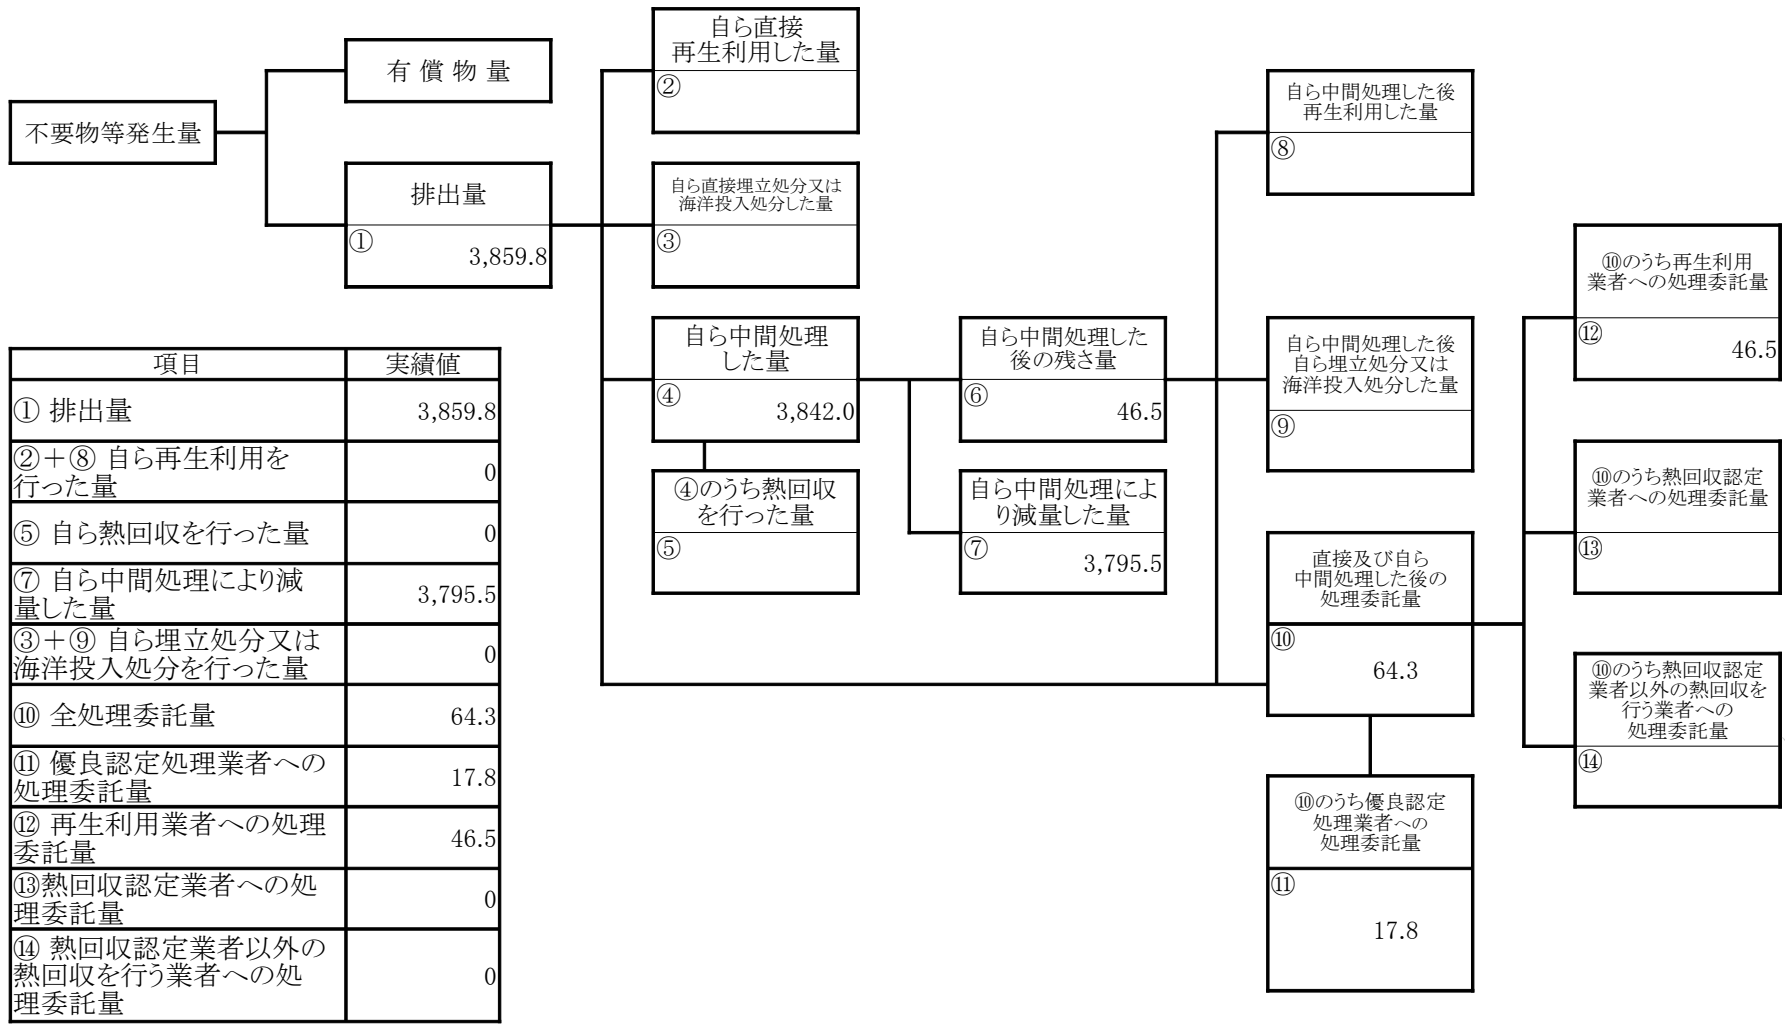 不要物等発生量
有償物量
排出量
①
3,859.8
自ら直接
再生利用した量
②
自ら直接埋立処分又は
海洋投入処分した量
③
自ら中間処理
した量
④
3,842.0
④のうち熱回収
を行った量
⑤
自ら中間処理した
後の残さ量
⑥
46.5
自ら中間処理によ
り減量した量
⑦
3,795.5
自ら中間処理した後
再生利用した量
⑧
自ら中間処理した後
自ら埋立処分又は
海洋投入処分した量
⑨
直接及び自ら
中間処理した後の
処理委託量
⑩
64.3
⑩のうち優良認定
処理業者への
処理委託量
⑪
17.8
⑩のうち再生利用
業者への処理委託量
⑫
46.5
⑩のうち熱回収認定
業者への処理委託量
⑬
⑩のうち熱回収認定
業者以外の熱回収を
行う業者への
処理委託量
⑭
項目 実績値
① 排出量 3,859.8
②＋⑧ 自ら再生利用を
行った量 0
⑤ 自ら熱回収を行った量 0
⑦ 自ら中間処理により減
量した量 3,795.5
③＋⑨ 自ら埋立処分又は
海洋投入処分を行った量 0
⑩ 全処理委託量 64.3
⑪ 優良認定処理業者への
処理委託量 17.8
⑫ 再生利用業者への処理
委託量 46.5
⑬熱回収認定業者への処
理委託量 0
⑭ 熱回収認定業者以外の
熱回収を行う業者への処
理委託量 0